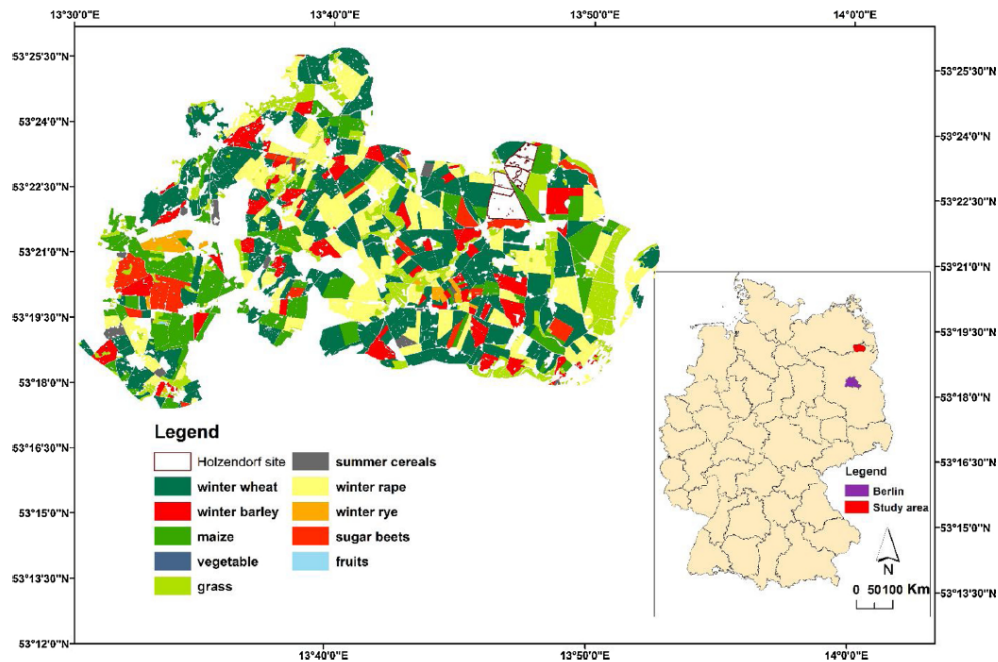 13°30'0"E 13°40'0"E 13°50'0"E 14°0'0"E
53°25'30"N 53°25'30"N
53°24'0"N 53°24'0"N
53°22'30"N 53°22'30"N
53°21'0"N 53°21'0"N
53°19'30"N 53°19'30"N
53°18'0"N 53°18'0"N
53°16'30"N 53°16'30"N
53°15'0"N 53°15'0"N
53°13'30"N 53°13'30"N
53°12'0"N
Legend
Holzendorf site summer cereals
winter wheat winter rape
winter barley winter rye
maize sugar beets
vegetable fruits
grass
Legend
Berlin
Study area
N
0 50100 Km
13°40'0"E 13°50'0"E 14°0'0"E